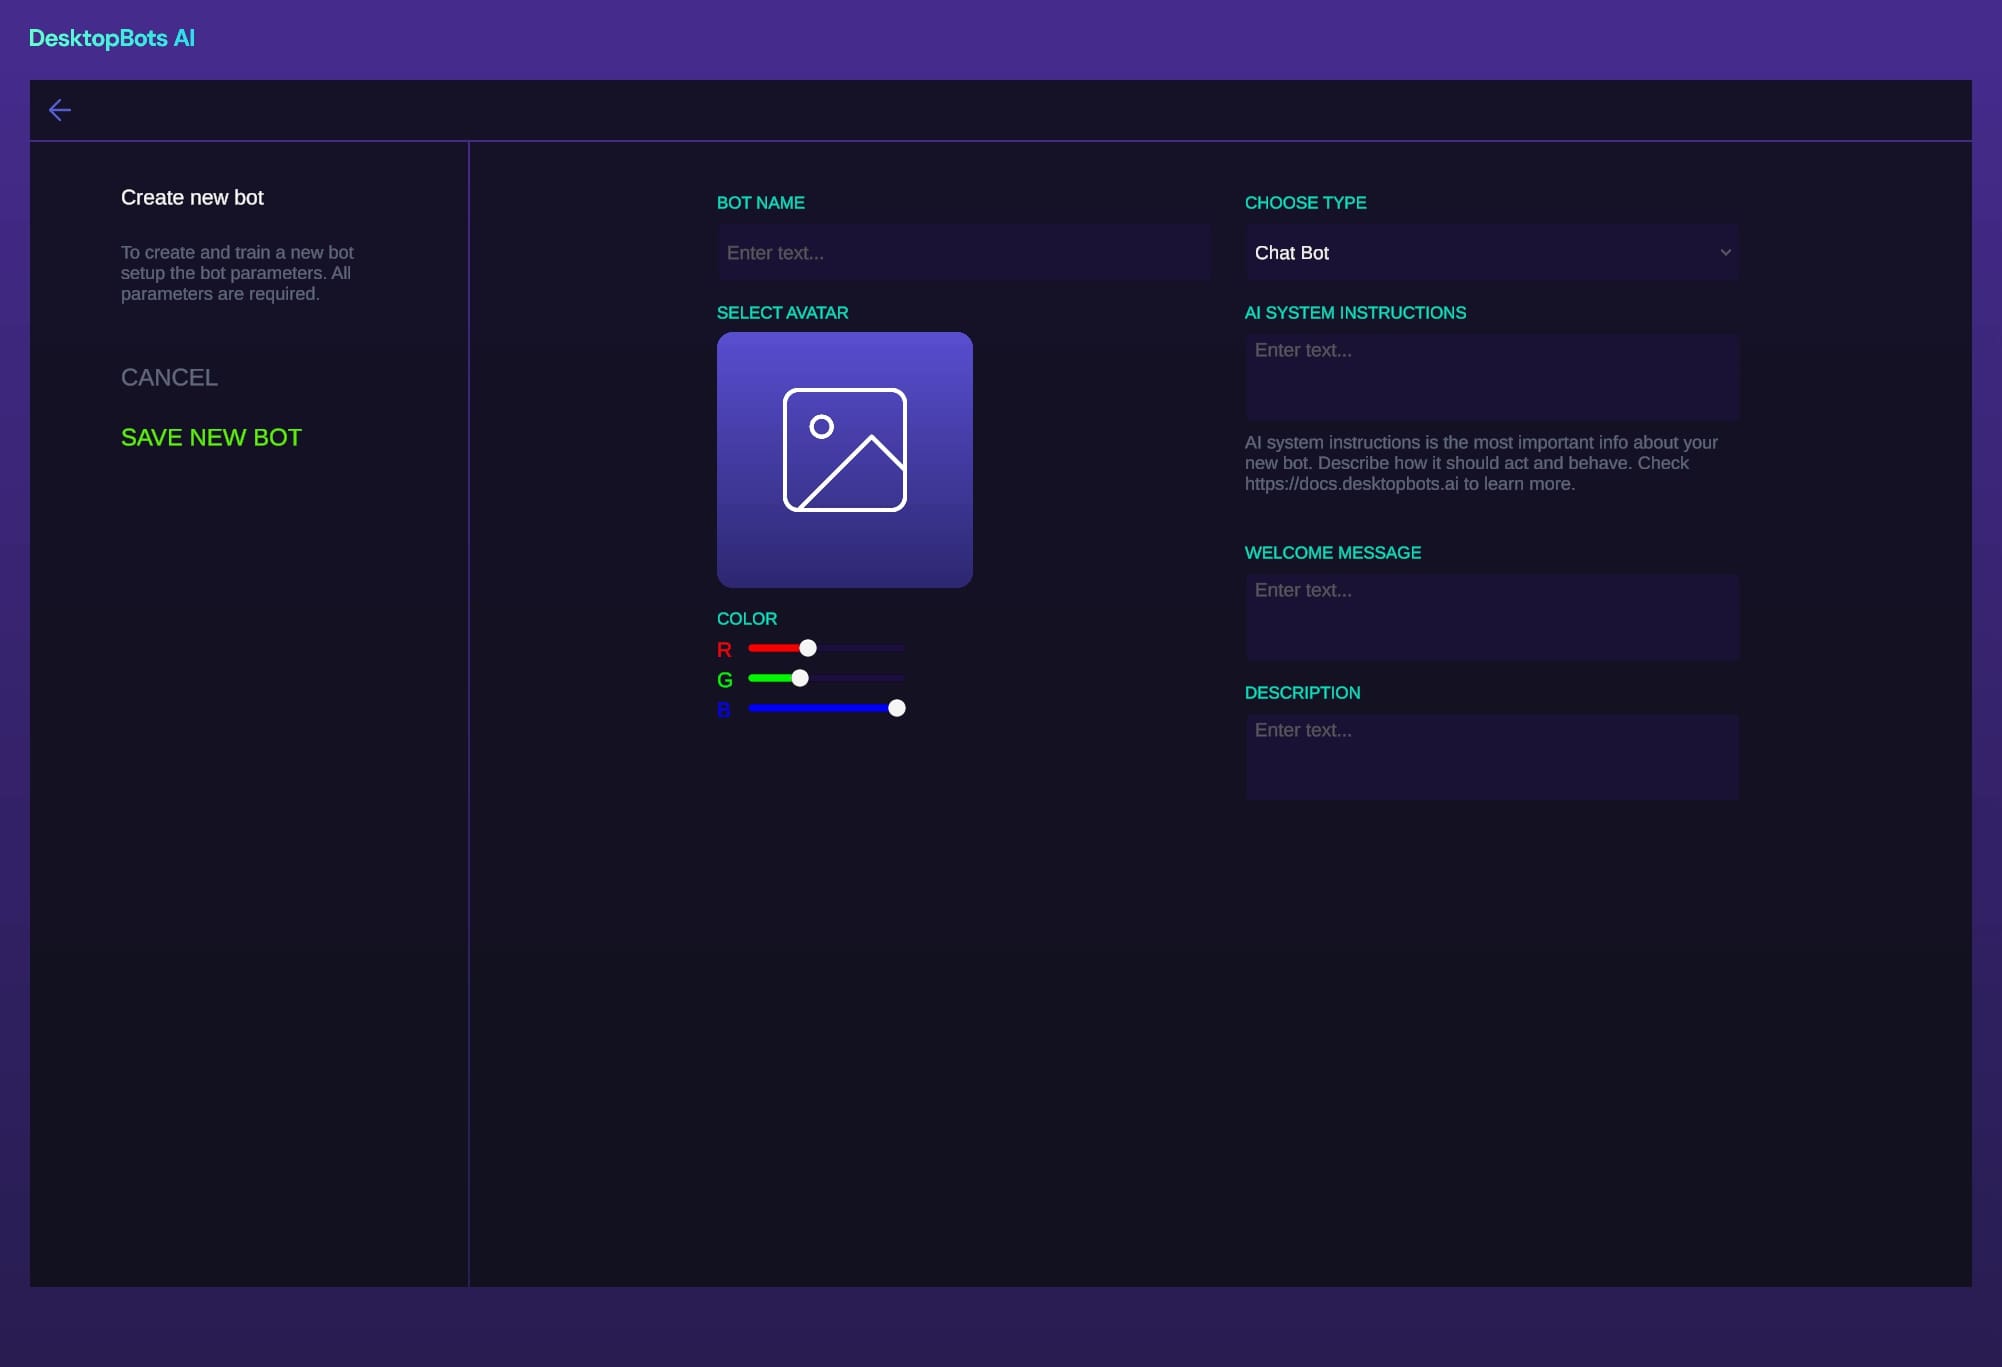 DesktopBots AI
Create new bot
To create and train a new bot
setup the bot parameters. All
parameters are required.
CANCEL
SAVE NEW BOT
BOT NAME
Enter text...
SELECT AVATAR
COLOR
R
G
B
CHOOSE TYPE
Chat Bot
AI SYSTEM INSTRUCTIONS
Enter text...
AI system instructions is the most important info about your
new bot. Describe how it should act and behave. Check
https://docs.desktopbots.ai to learn more.
WELCOME MESSAGE
Enter text...
DESCRIPTION
Enter text...